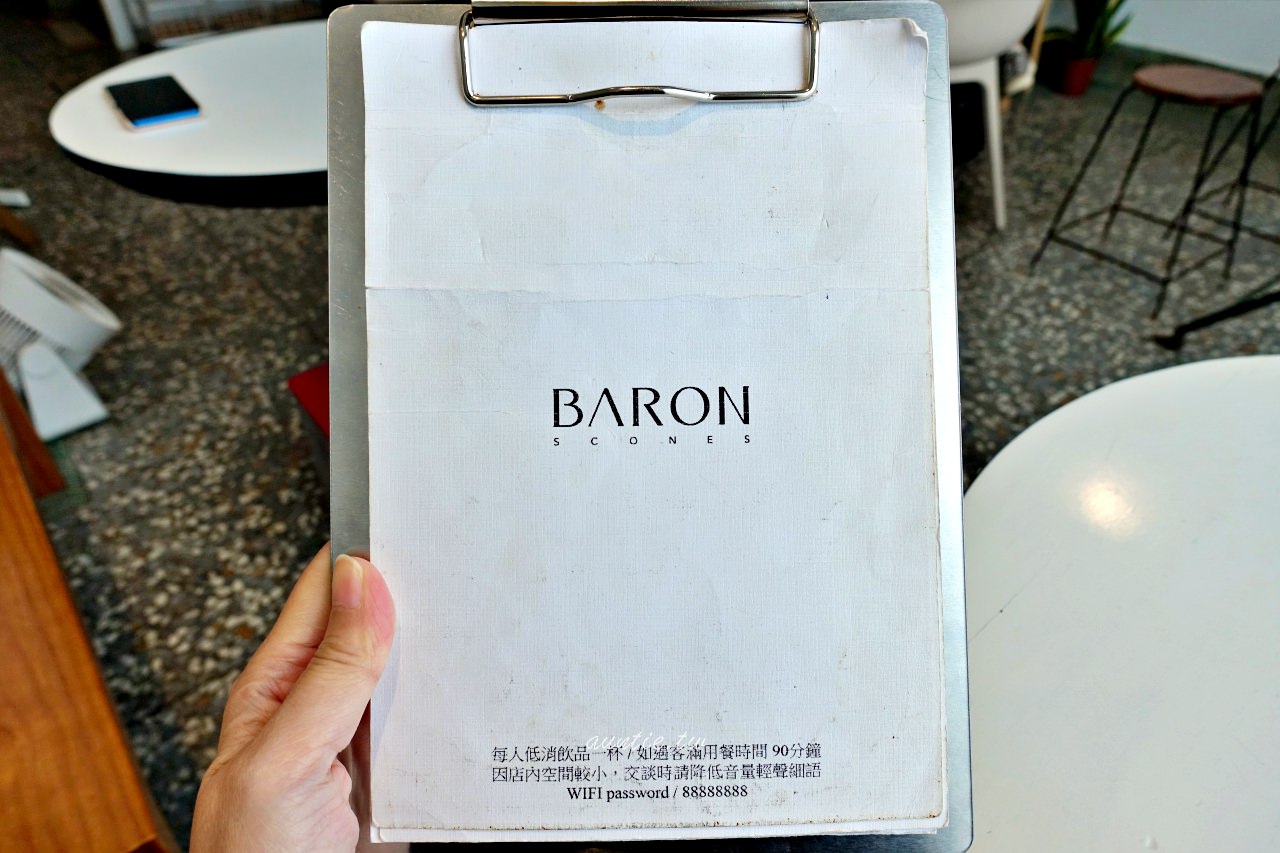 BARON
SCONES
每人低消飲品一杯 / 如遇客滿用餐時間 90分鐘
因店內空間較小，交談時請降低音量輕聲細語
WIFI password / 88888888
auntie.tw